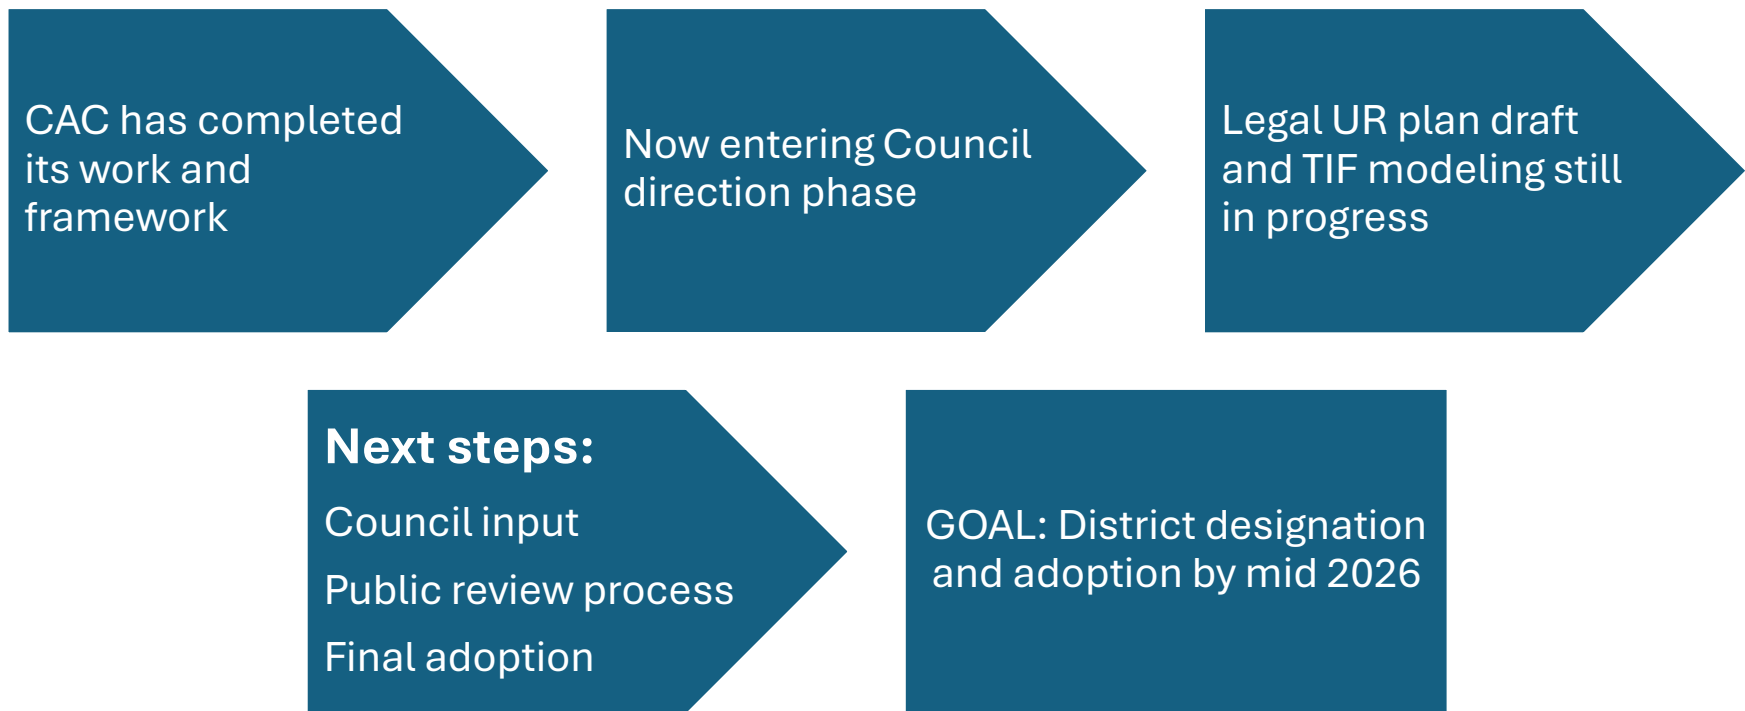 CAC has completed
its work and
framework
Now entering Council
direction phase
Legal UR plan draft
and TIF modeling still
in progress
Next steps:
Council input
Public review process
Final adoption
GOAL: District designation
and adoption by mid 2026